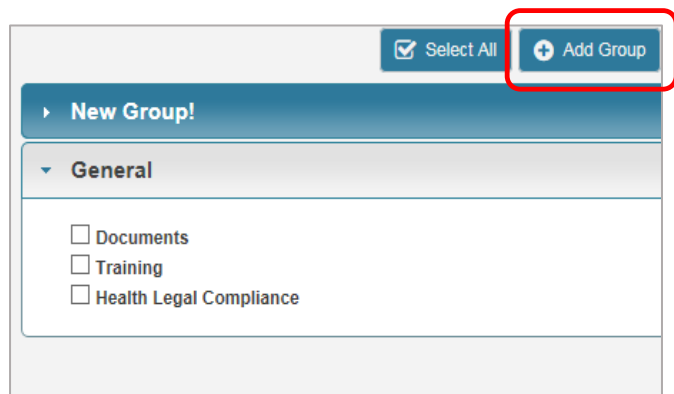 Select All Add Group
New Group!
General
Documents
Training
Health Legal Compliance